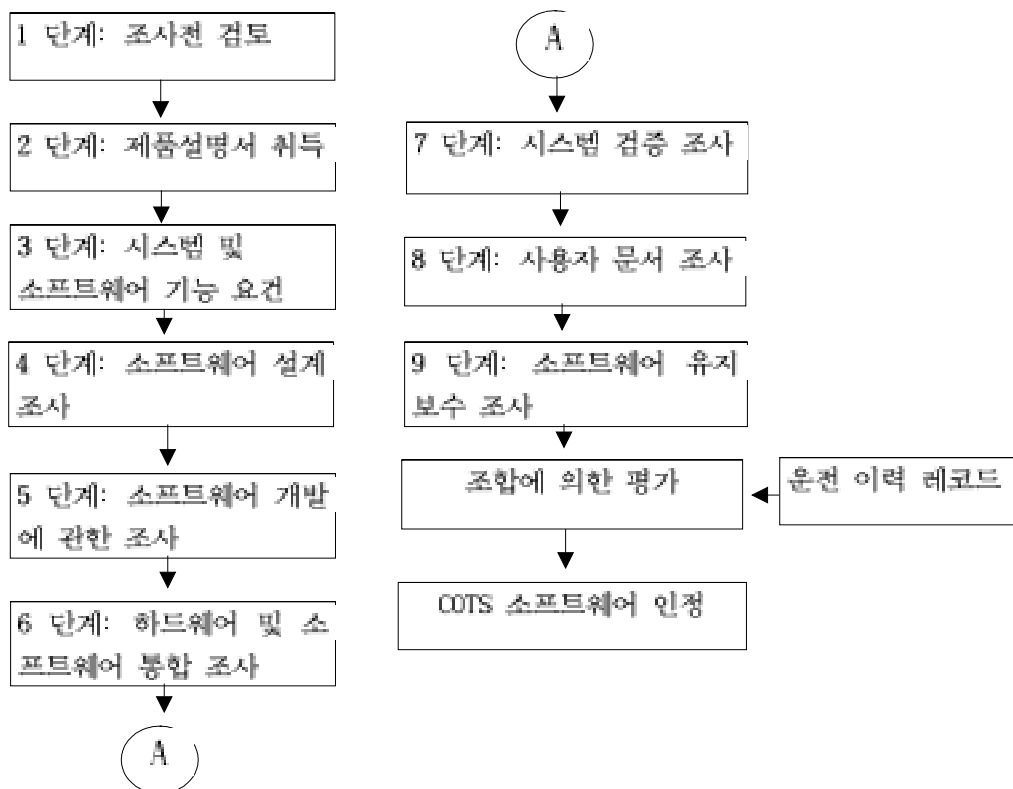 1 단계: 조사전 검토
2 단계: 제품설명서 취득
3 단계: 시스템 및
소프트웨어 기능 요건
4 단계: 소프트웨어 설계
조사
5 단계: 소프트웨어 개발
에 관한 조사
6 단계: 하드웨어 및 소
프트웨어 통합 조사
A
A
7 단계: 시스템 검증 조사
8 단계: 사용자 문서 조사
9 단계: 소프트웨어 유지
보수 조사
조합에 의한 평가
운전 이력 레코드
COTS 소프트웨어 인정